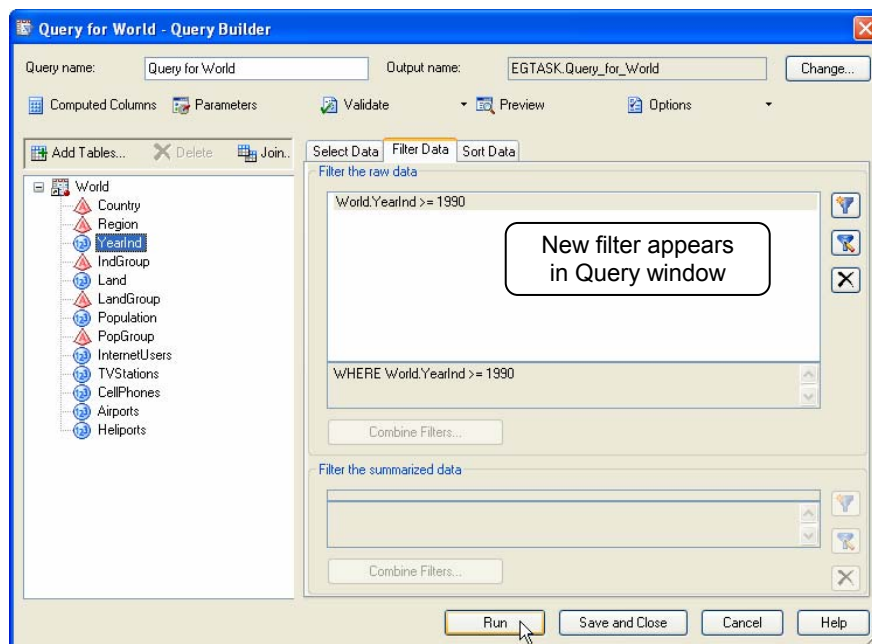 Query for World - Query Builder
Query name: Query for World Output name: EGTASK.Query_for_World Change...
Computed Columns Parameters Validate Preview Options
Add Tables... Delete Join..
Select Data Filter Data Sort Data
World
Country
Region
YearInd
IndGroup
Land
LandGroup
Population
PopGroup
InternetUsers
TVStations
CellPhones
Airports
Heliports
Filter the raw data
World.YearInd >= 1990
New filter appears
in Query window
WHERE World.YearInd >= 1990
Combine Filters...
Filter the summarized data
Combine Filters...
Run Save and Close Cancel Help